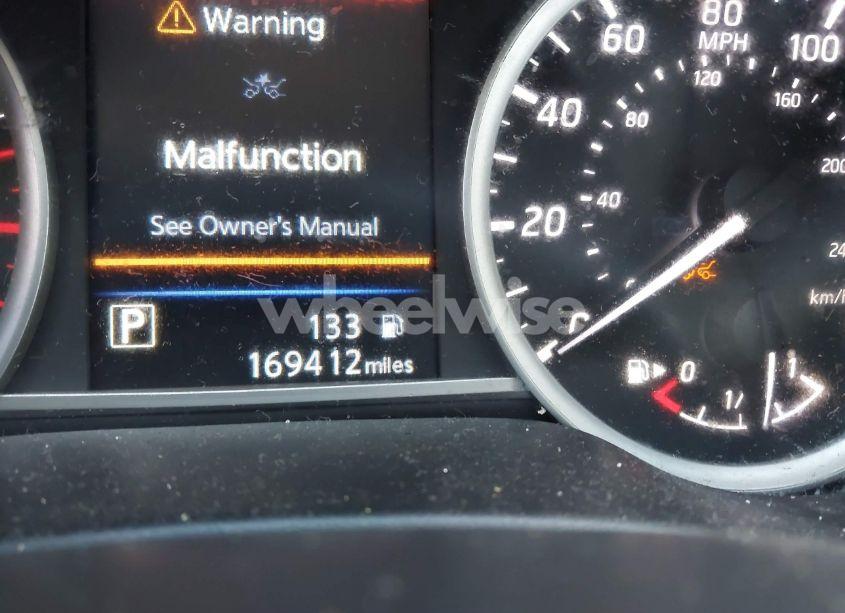 Warning
Malfunction
See Owner's Manual
P 133
169412 miles
wheelwise
20 40 60 80 100
MPH
40 80 120 160 200 24
km/
0 1/ 1